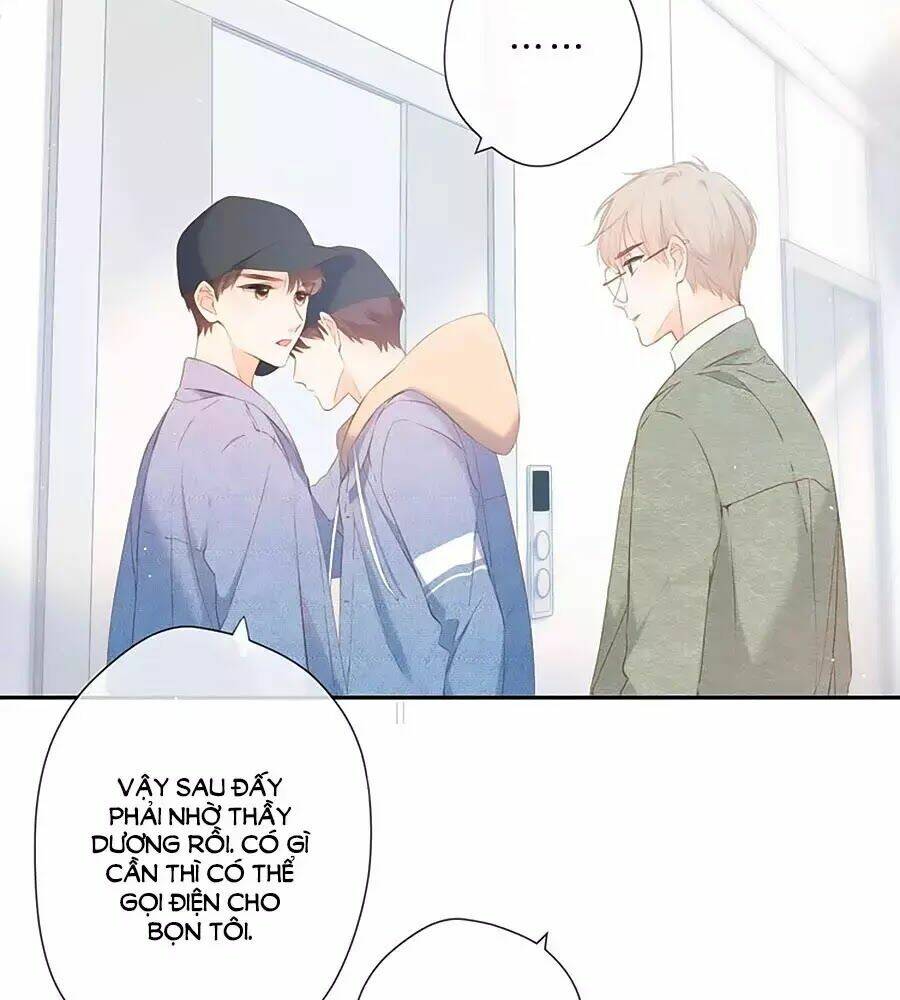 ……
VẬY SAU ĐẤY
PHẢI NHỜ THẦY
DƯƠNG RỒI. CÓ GÌ
CẦN THÌ CÓ THỂ
GỌI ĐIỆN CHO
BỌN TÔI.